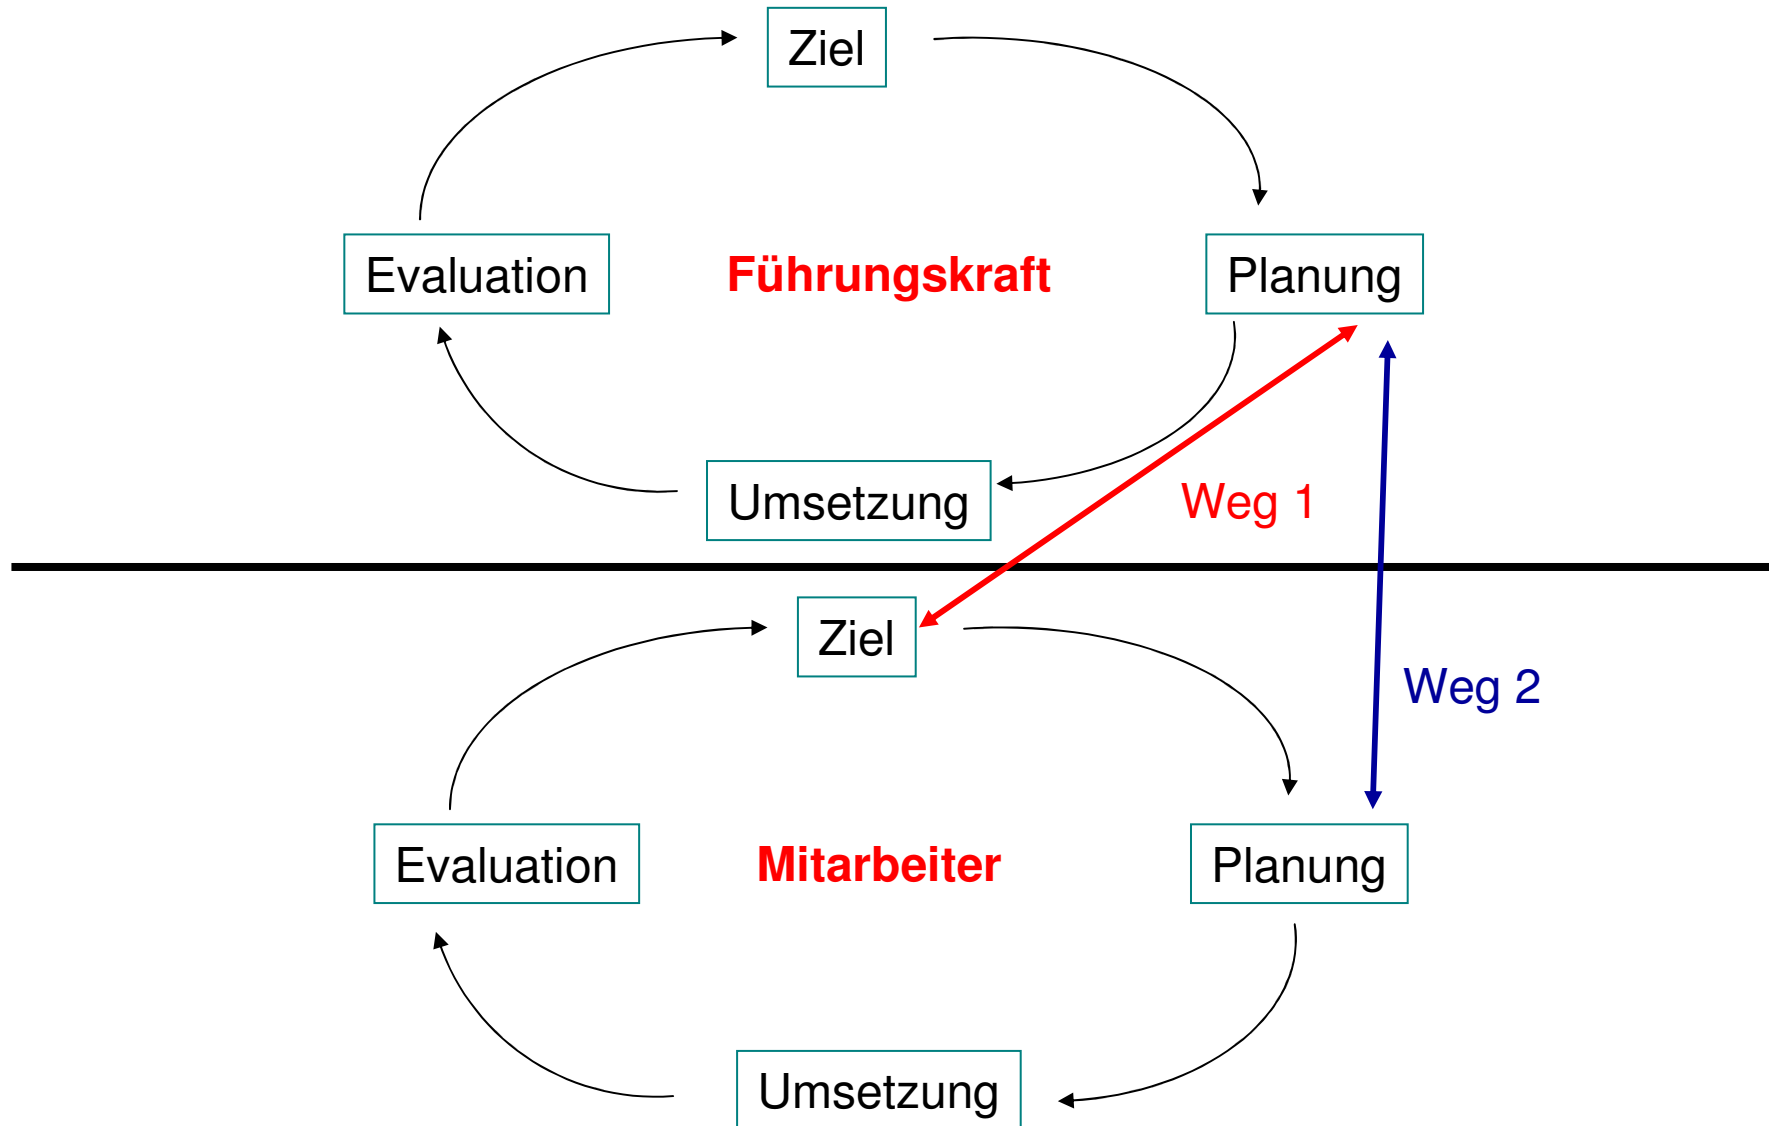 Ziel
Evaluation
Führungskraft
Planung
Umsetzung
Weg 1
Ziel
Weg 2
Evaluation
Mitarbeiter
Planung
Umsetzung